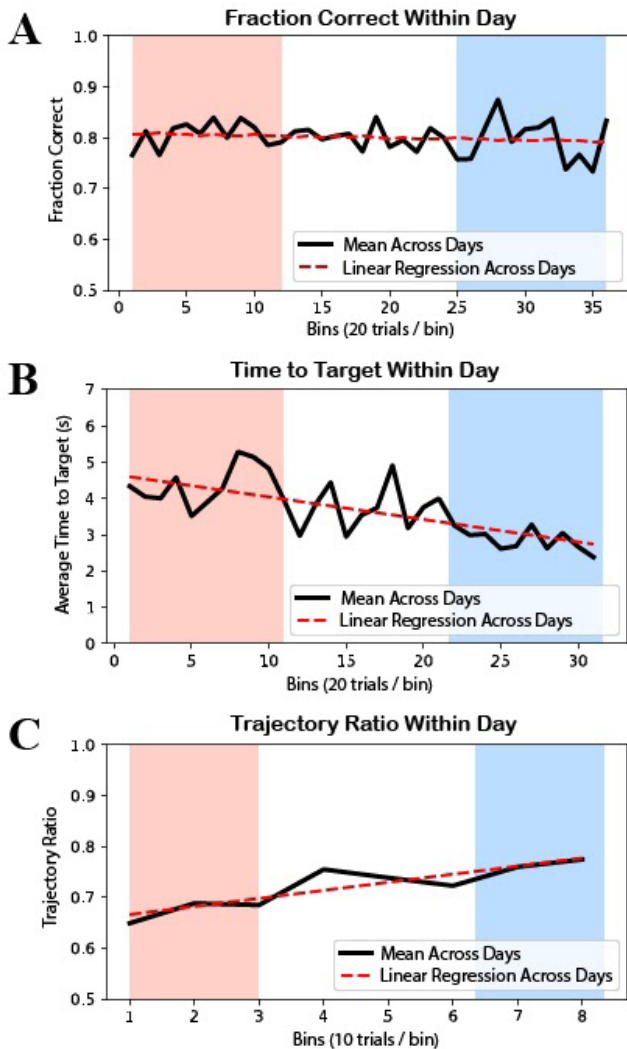 A
Fraction Correct Within Day
Fraction Correct
1.0
0.9
0.8
0.7
0.6
0.5
Mean Across Days
Linear Regression Across Days
0 5 10 15 20 25 30 35
Bins (20 trials / bin)
B
Time to Target Within Day
Average Time to Target (s)
7
6
5
4
3
2
1
0
Mean Across Days
Linear Regression Across Days
0 5 10 15 20 25 30
Bins (20 trials / bin)
C
Trajectory Ratio Within Day
Trajectory Ratio
1.0
0.9
0.8
0.7
0.6
0.5
Mean Across Days
Linear Regression Across Days
1 2 3 4 5 6 7 8
Bins (10 trials / bin)